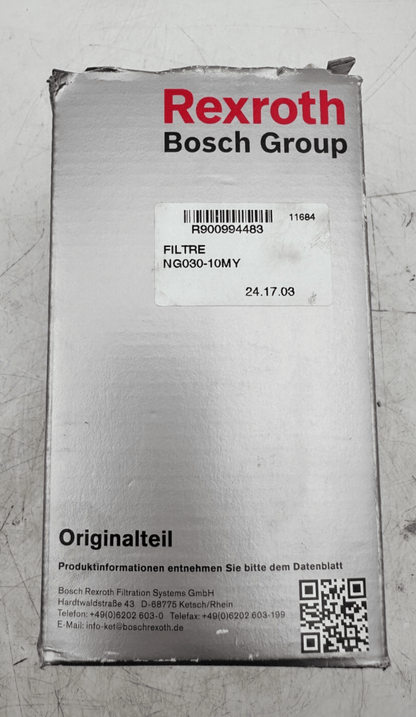 Rexroth
Bosch Group
11684
R900994483
FILTRE
NG030-10MY
24.17.03
Originalteil
Produktinformationen entnehmen Sie bitte dem Datenblatt
Bosch Rexroth Filtration Systems GmbH
Hardtwaldstraße 43 D-68775 Ketsch/Rhein
Telefon: +49(0)6202 603-0 Telefax: +49(0)6202 603-199
E-Mail: info-ket@boschrexroth.de